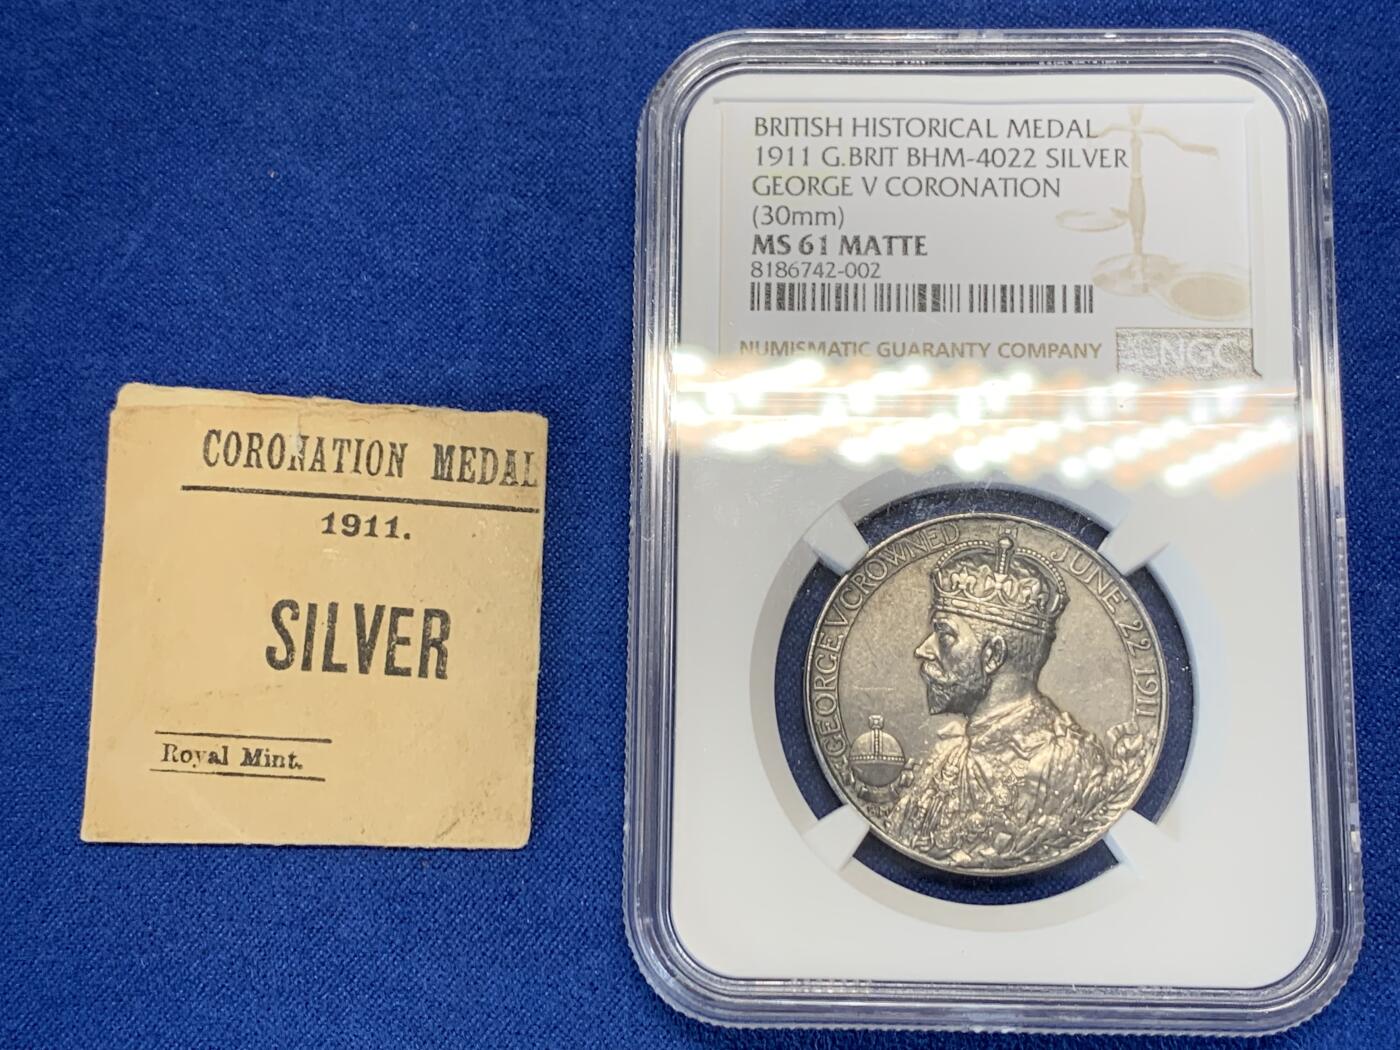 CORONATION MEDAL
1911.
SILVER
Royal Mint.
BRITISH HISTORICAL MEDAL
1911 G.BRIT BHM-4022 SILVER
GEORGE V CORONATION
(30mm)
MS 61 MATTE
8186742-002
NUMISMATIC GUARANTY COMPANY
NGC
GEORGE V CROWNED JUNE 22 1911